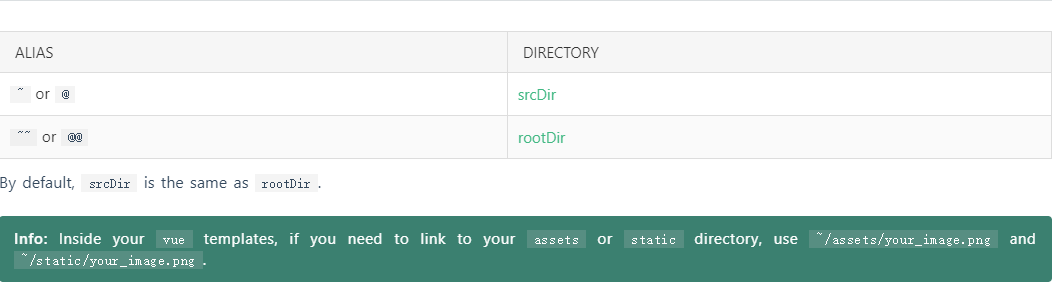 ALIAS DIRECTORY
~ or @ srcDir
~~ or @@ rootDir
By default, srcDir is the same as rootDir.
Info: Inside your vue templates, if you need to link to your assets or static directory, use ~/assets/your_image.png and
~/static/your_image.png.